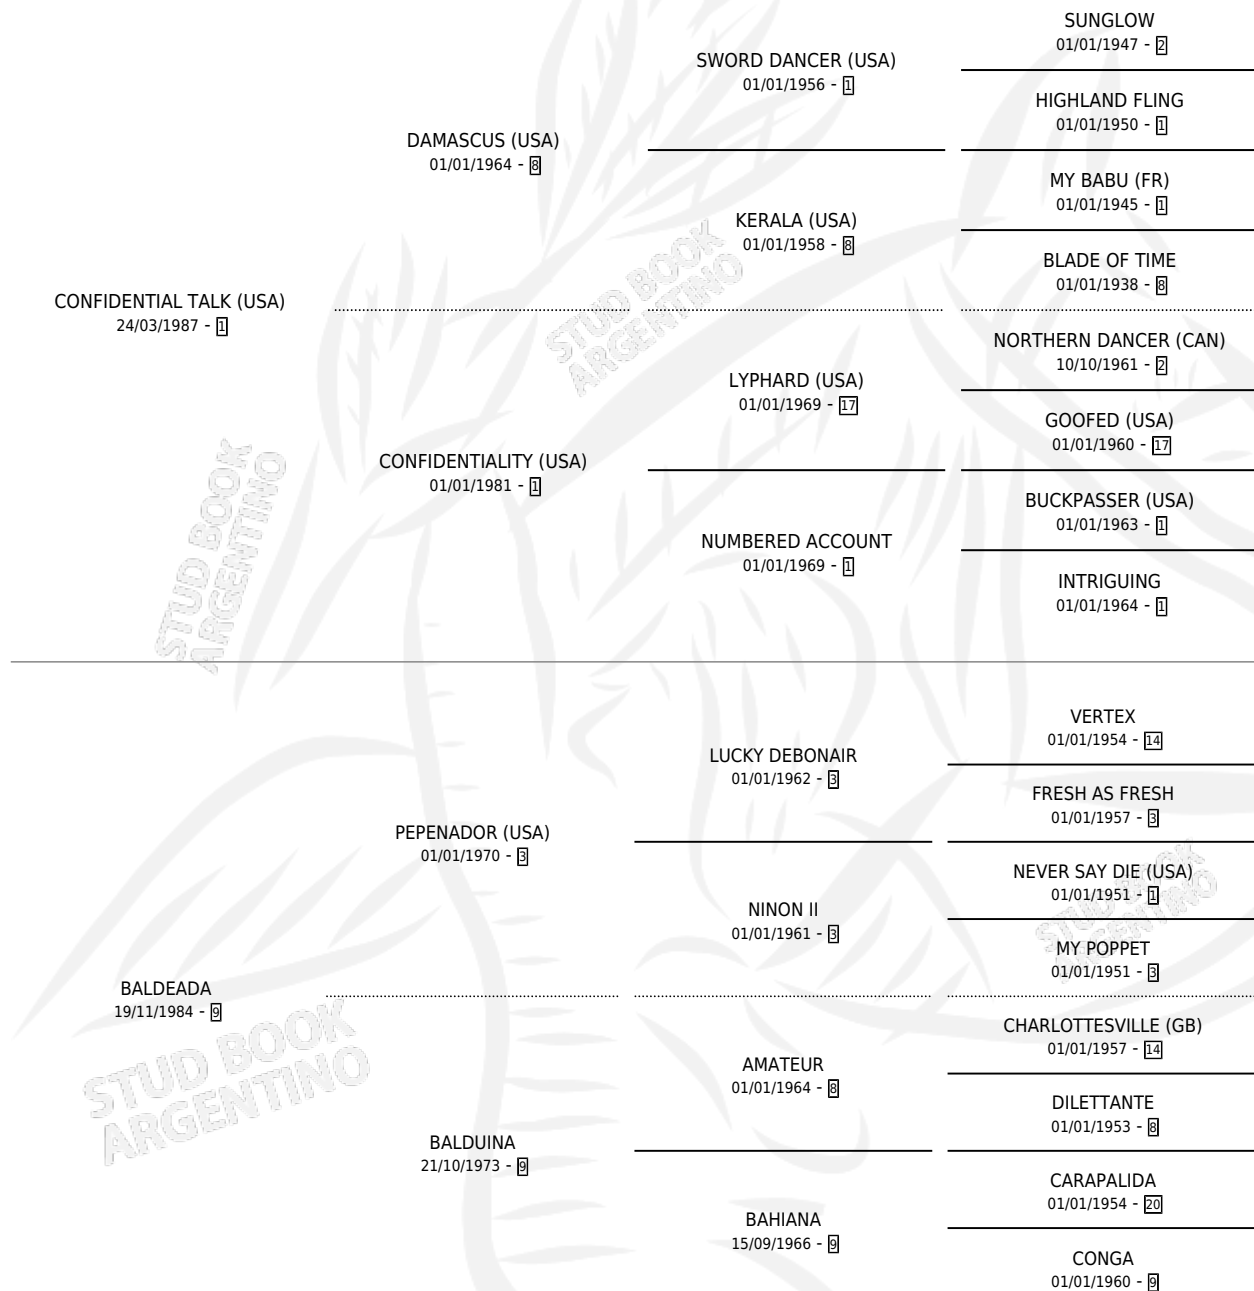 SUNGLOW
01/01/1947 - 2
SWORD DANCER (USA)
01/01/1956 - 1
HIGHLAND FLING
01/01/1950 - 1
DAMASCUS (USA)
01/01/1964 - 8
MY BABU (FR)
01/01/1945 - 1
KERALA (USA)
01/01/1958 - 8
BLADE OF TIME
01/01/1938 - 8
CONFIDENTIAL TALK (USA)
24/03/1987 - 1
NORTHERN DANCER (CAN)
10/10/1961 - 2
LYPHARD (USA)
01/01/1969 - 17
GOOFED (USA)
01/01/1960 - 17
CONFIDENTIALITY (USA)
01/01/1981 - 1
BUCKPASSER (USA)
01/01/1963 - 1
NUMBERED ACCOUNT
01/01/1969 - 1
INTRIGUING
01/01/1964 - 1
VERTEX
01/01/1954 - 14
LUCKY DEBONAIR
01/01/1962 - 3
FRESH AS FRESH
01/01/1957 - 3
PEPENADOR (USA)
01/01/1970 - 3
NEVER SAY DIE (USA)
01/01/1951 - 1
NINON II
01/01/1961 - 3
MY POPPET
01/01/1951 - 3
BALDEADA
19/11/1984 - 9
CHARLOTTESVILLE (GB)
01/01/1957 - 14
AMATEUR
01/01/1964 - 8
DILETTANTE
01/01/1953 - 8
BALDUINA
21/10/1973 - 9
CARAPALIDA
01/01/1954 - 20
BAHIANA
15/09/1966 - 9
CONGA
01/01/1960 - 9
STUD BOOK
ARGENTINO
STUD BOOK
ARGENTINO
STUD BOOK
ARGENTINO
STUD BOOK
ARGENTINO